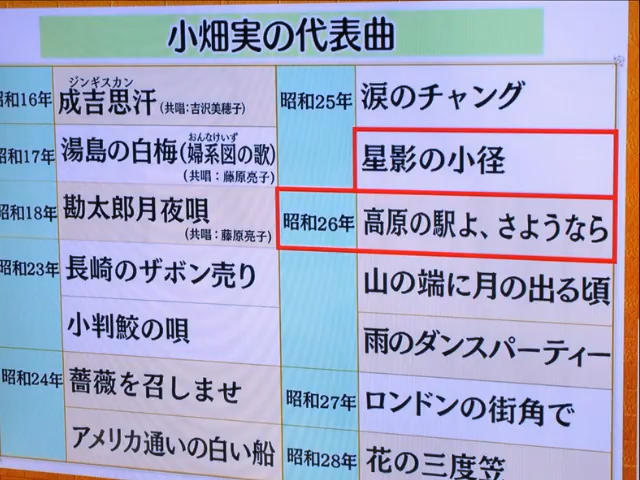 小畑実の代表曲
昭和16年
ジンギスカン
成吉思汗(共唱:吉沢美穂子)
昭和17年
おんなけいず
湯島の白梅(婦系図の歌)
(共唱:藤原亮子)
昭和18年
勘太郎月夜唄
(共唱:藤原亮子)
昭和23年
長崎のザボン売り
小判鮫の唄
昭和24年
薔薇を召しませ
アメリカ通いの白い船
昭和25年
涙のチャング
星影の小径
昭和26年
高原の駅よ、さようなら
山の端に月の出る頃
雨のダンスパーティー
昭和27年
ロンドンの街角で
昭和28年
花の三度笠